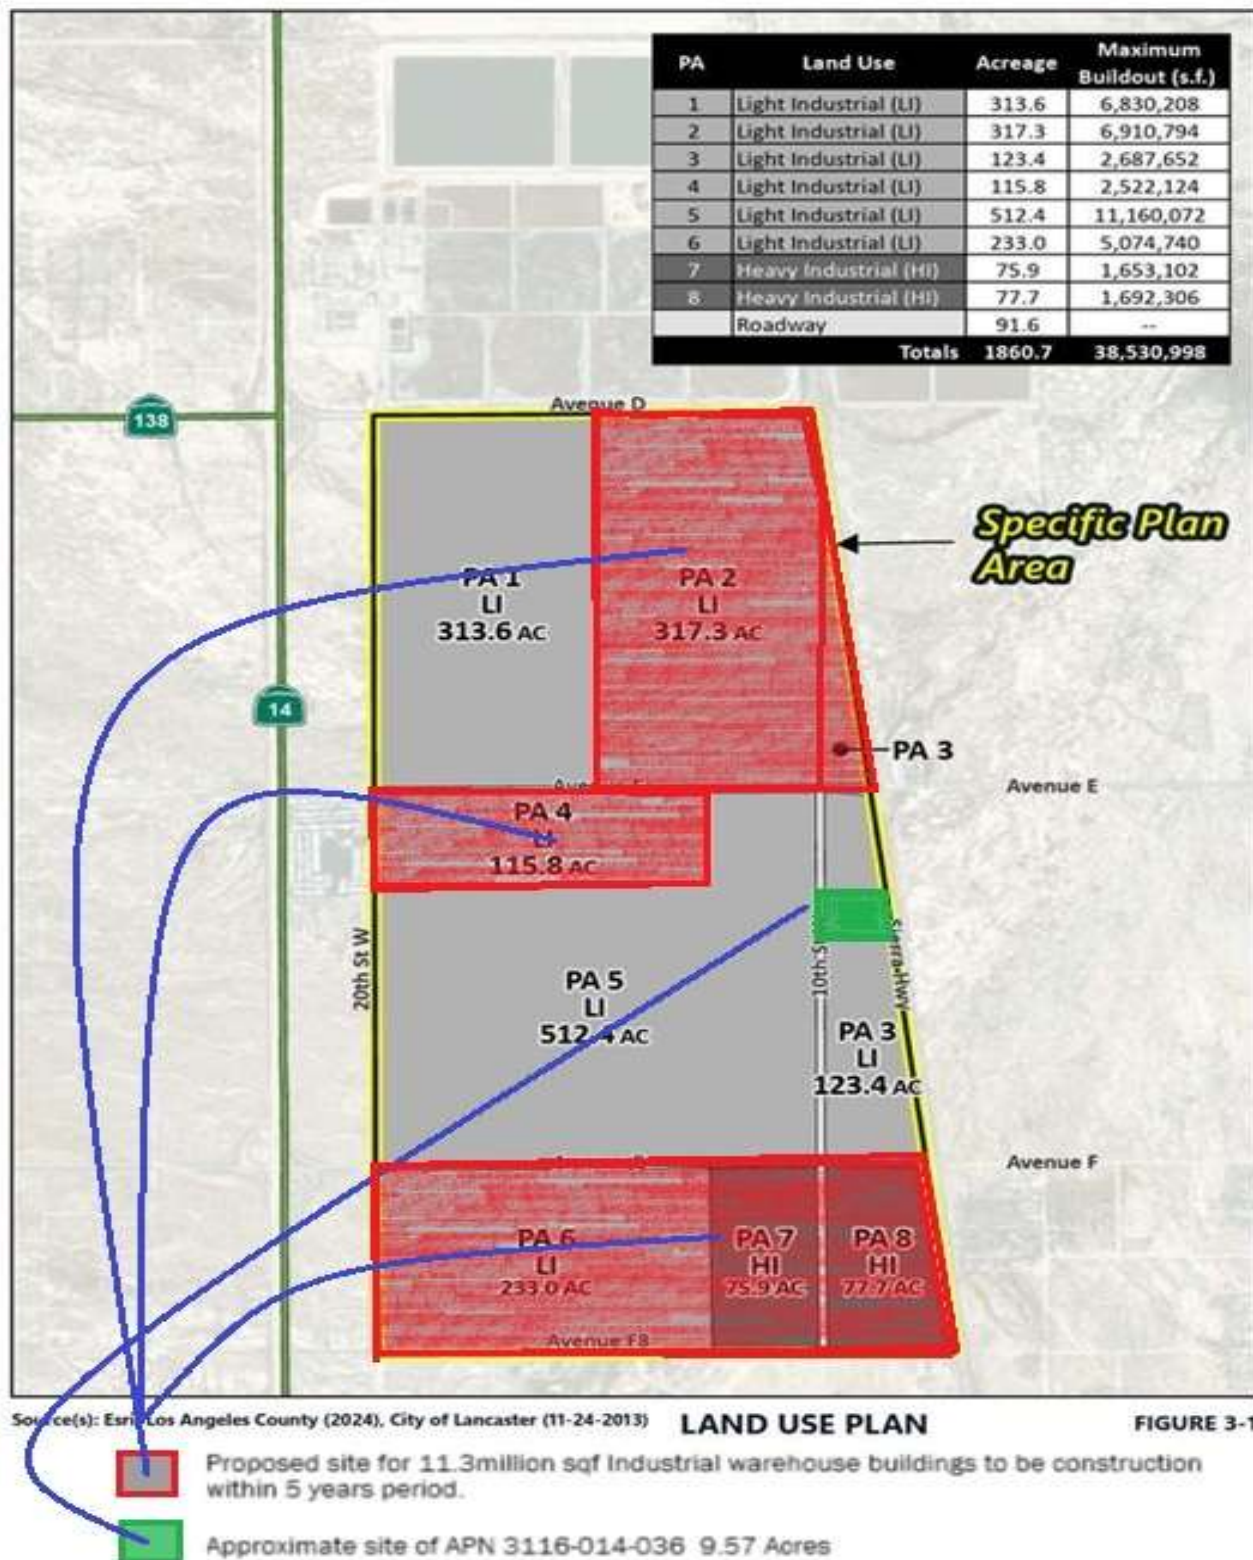 PA Land Use Acreage Maximum Buildout (s.f.)
1 Light Industrial (LI) 313.6 6,830,208
2 Light Industrial (LI) 317.3 6,910,794
3 Light Industrial (LI) 123.4 2,687,652
4 Light Industrial (LI) 115.8 2,522,124
5 Light Industrial (LI) 512.4 11,160,072
6 Light Industrial (LI) 233.0 5,074,740
7 Heavy Industrial (HI) 75.9 1,653,102
8 Heavy Industrial (HI) 77.7 1,692,306
Roadway 91.6 --
Totals 1860.7 38,530,998
Avenue D
138
Specific Plan
Area
PA 1
LI
313.6 AC
PA 2
LI
317.3 AC
14
PA 3
Avenue E
PA 4
LI
115.8 AC
20th St W
10th St
Sierra Hwy
PA 5
LI
512.4 AC
PA 3
LI
123.4 AC
Avenue F
PA 6
LI
233.0 AC
PA 7
HI
75.9 AC
PA 8
HI
77.7 AC
Avenue F8
Source(s): Esri, Los Angeles County (2024), City of Lancaster (11-24-2013)
LAND USE PLAN
FIGURE 3-1
Proposed site for 11.3million sqf Industrial warehouse buildings to be construction
within 5 years period.
Approximate site of APN 3116-014-036 9.57 Acres